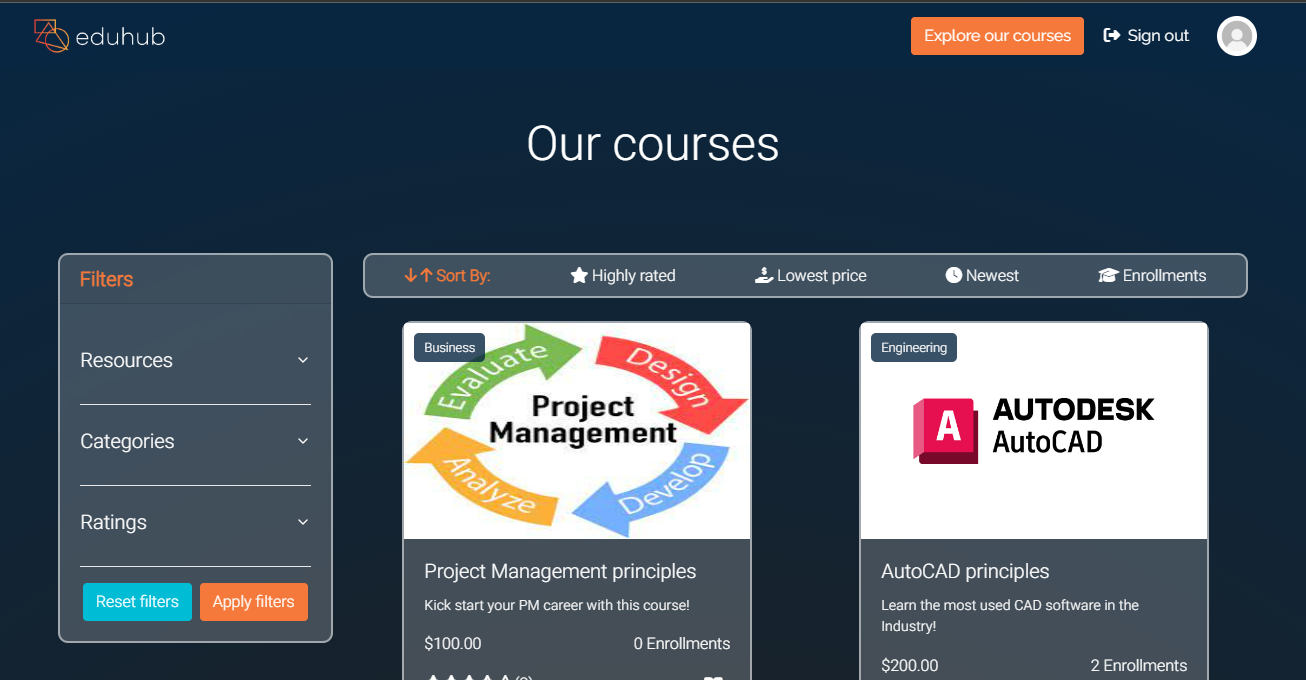 eduhub
Explore our courses
Sign out
Our courses
Filters
Resources
Categories
Ratings
Reset filters
Apply filters
Sort By:
Highly rated
Lowest price
Newest
Enrollments
Business
Evaluate
Design
Project
Management
Analyze
Develop
Project Management principles
Kick start your PM career with this course!
$100.00
0 Enrollments
Engineering
A
AUTODESK
AutoCAD
AutoCAD principles
Learn the most used CAD software in the
Industry!
$200.00
2 Enrollments